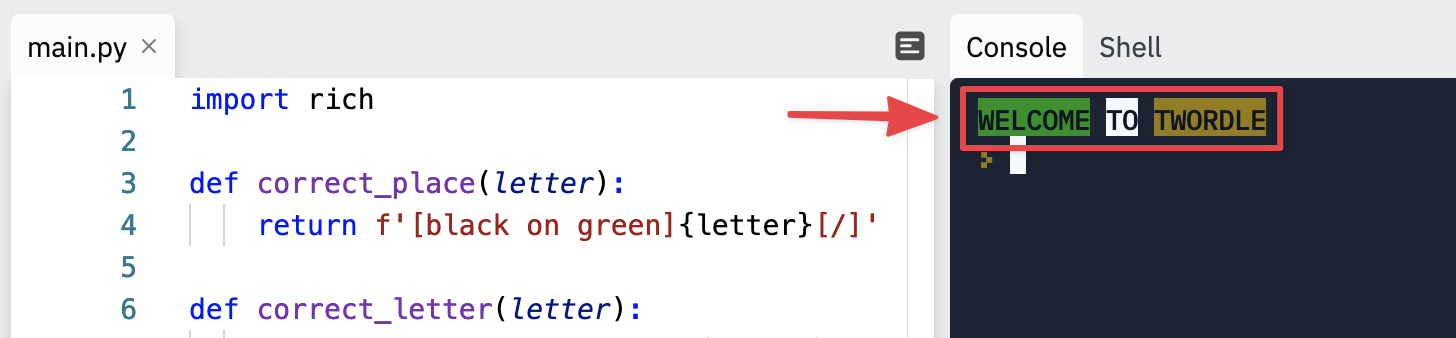 main.py
1 import rich
2
3 def correct_place(letter):
4 return f'[black on green]{letter}[/]'
5
6 def correct_letter(letter):
Console Shell
WELCOME TO TWORDLE